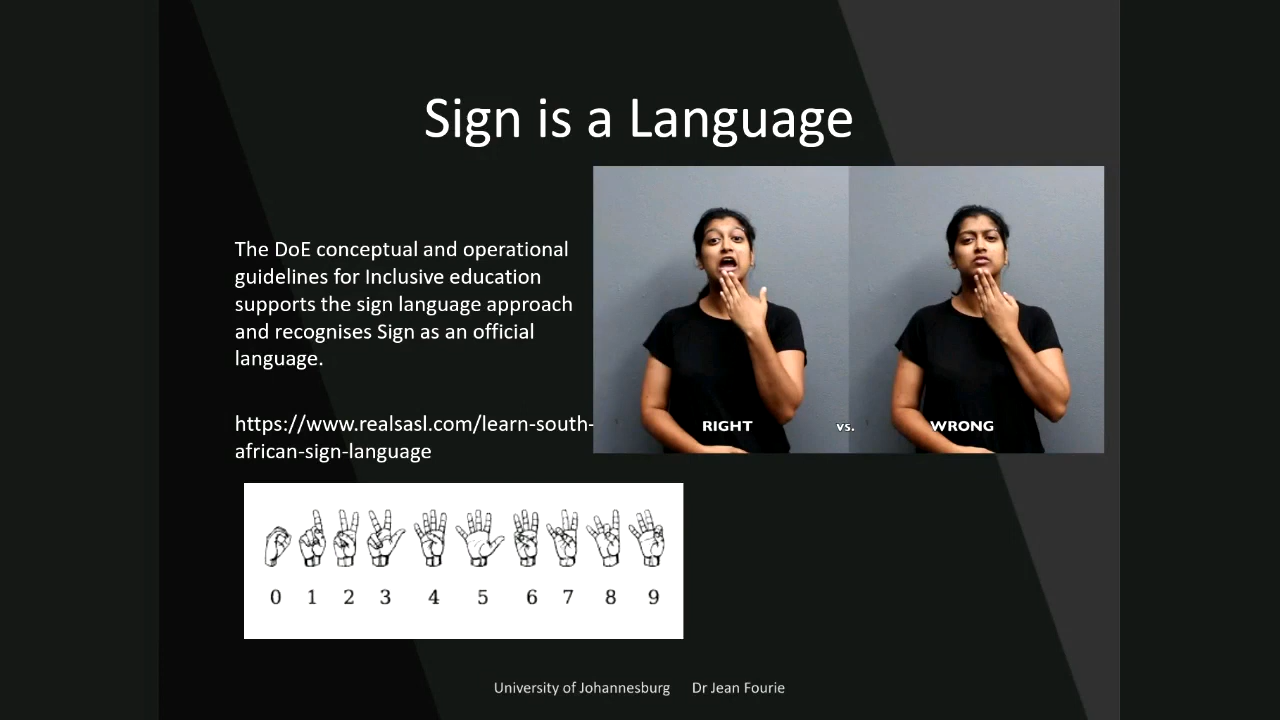 Sign is a Language
The DoE conceptual and operational
guidelines for Inclusive education
supports the sign language approach
and recognises Sign as an official
language.
https://www.realsasl.com/learn-south-
african-sign-language
RIGHT vs. WRONG
0 1 2 3 4 5 6 7 8 9
University of Johannesburg Dr Jean Fourie